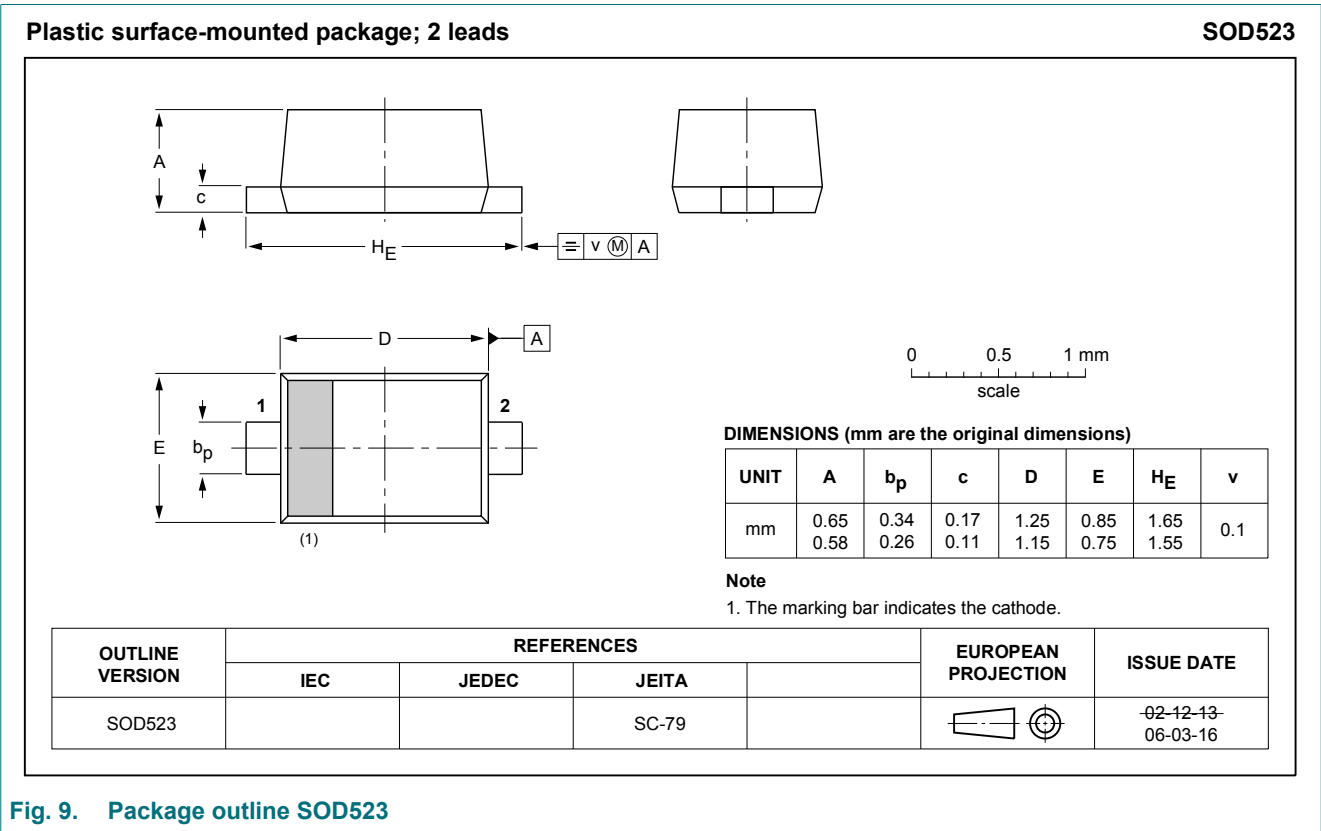 Plastic surface-mounted package; 2 leads SOD523
A
c
HE
v M A
D
A
1
2
E
bp
(1)
0 0.5 1 mm
scale
DIMENSIONS (mm are the original dimensions)
UNIT A bp c D E HE v
mm 0.65 0.34 0.17 1.25 0.85 1.65 0.1
0.58 0.26 0.11 1.15 0.75 1.55
Note
1. The marking bar indicates the cathode.
OUTLINE VERSION REFERENCES EUROPEAN PROJECTION ISSUE DATE
IEC JEDEC JEITA
SOD523 SC-79 02-12-13
06-03-16
Fig. 9. Package outline SOD523